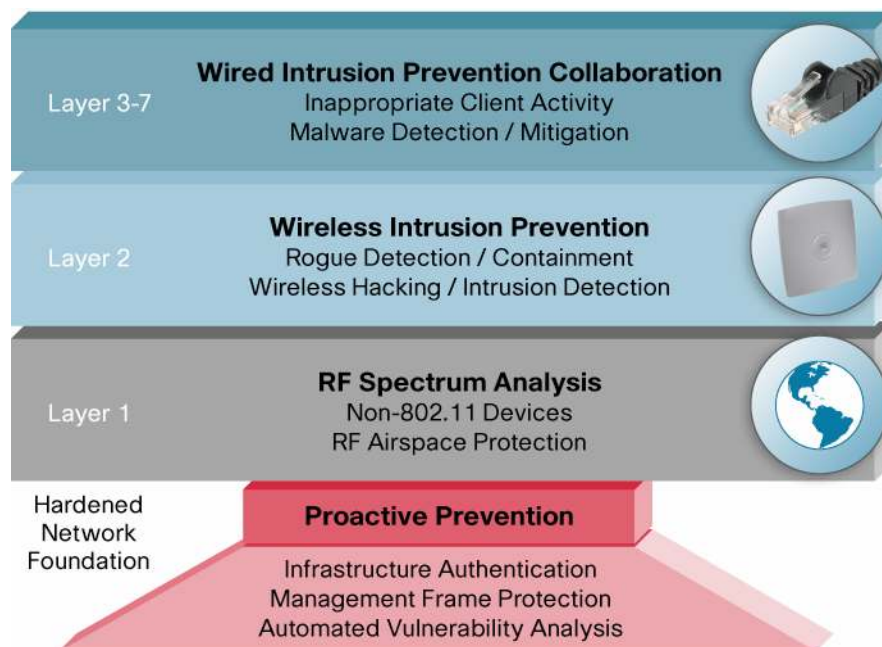 Wired Intrusion Prevention Collaboration
Layer 3-7
Inappropriate Client Activity
Malware Detection / Mitigation
Wireless Intrusion Prevention
Layer 2
Rogue Detection / Containment
Wireless Hacking / Intrusion Detection
RF Spectrum Analysis
Layer 1
Non-802.11 Devices
RF Airspace Protection
Hardened
Network
Foundation
Proactive Prevention
Infrastructure Authentication
Management Frame Protection
Automated Vulnerability Analysis